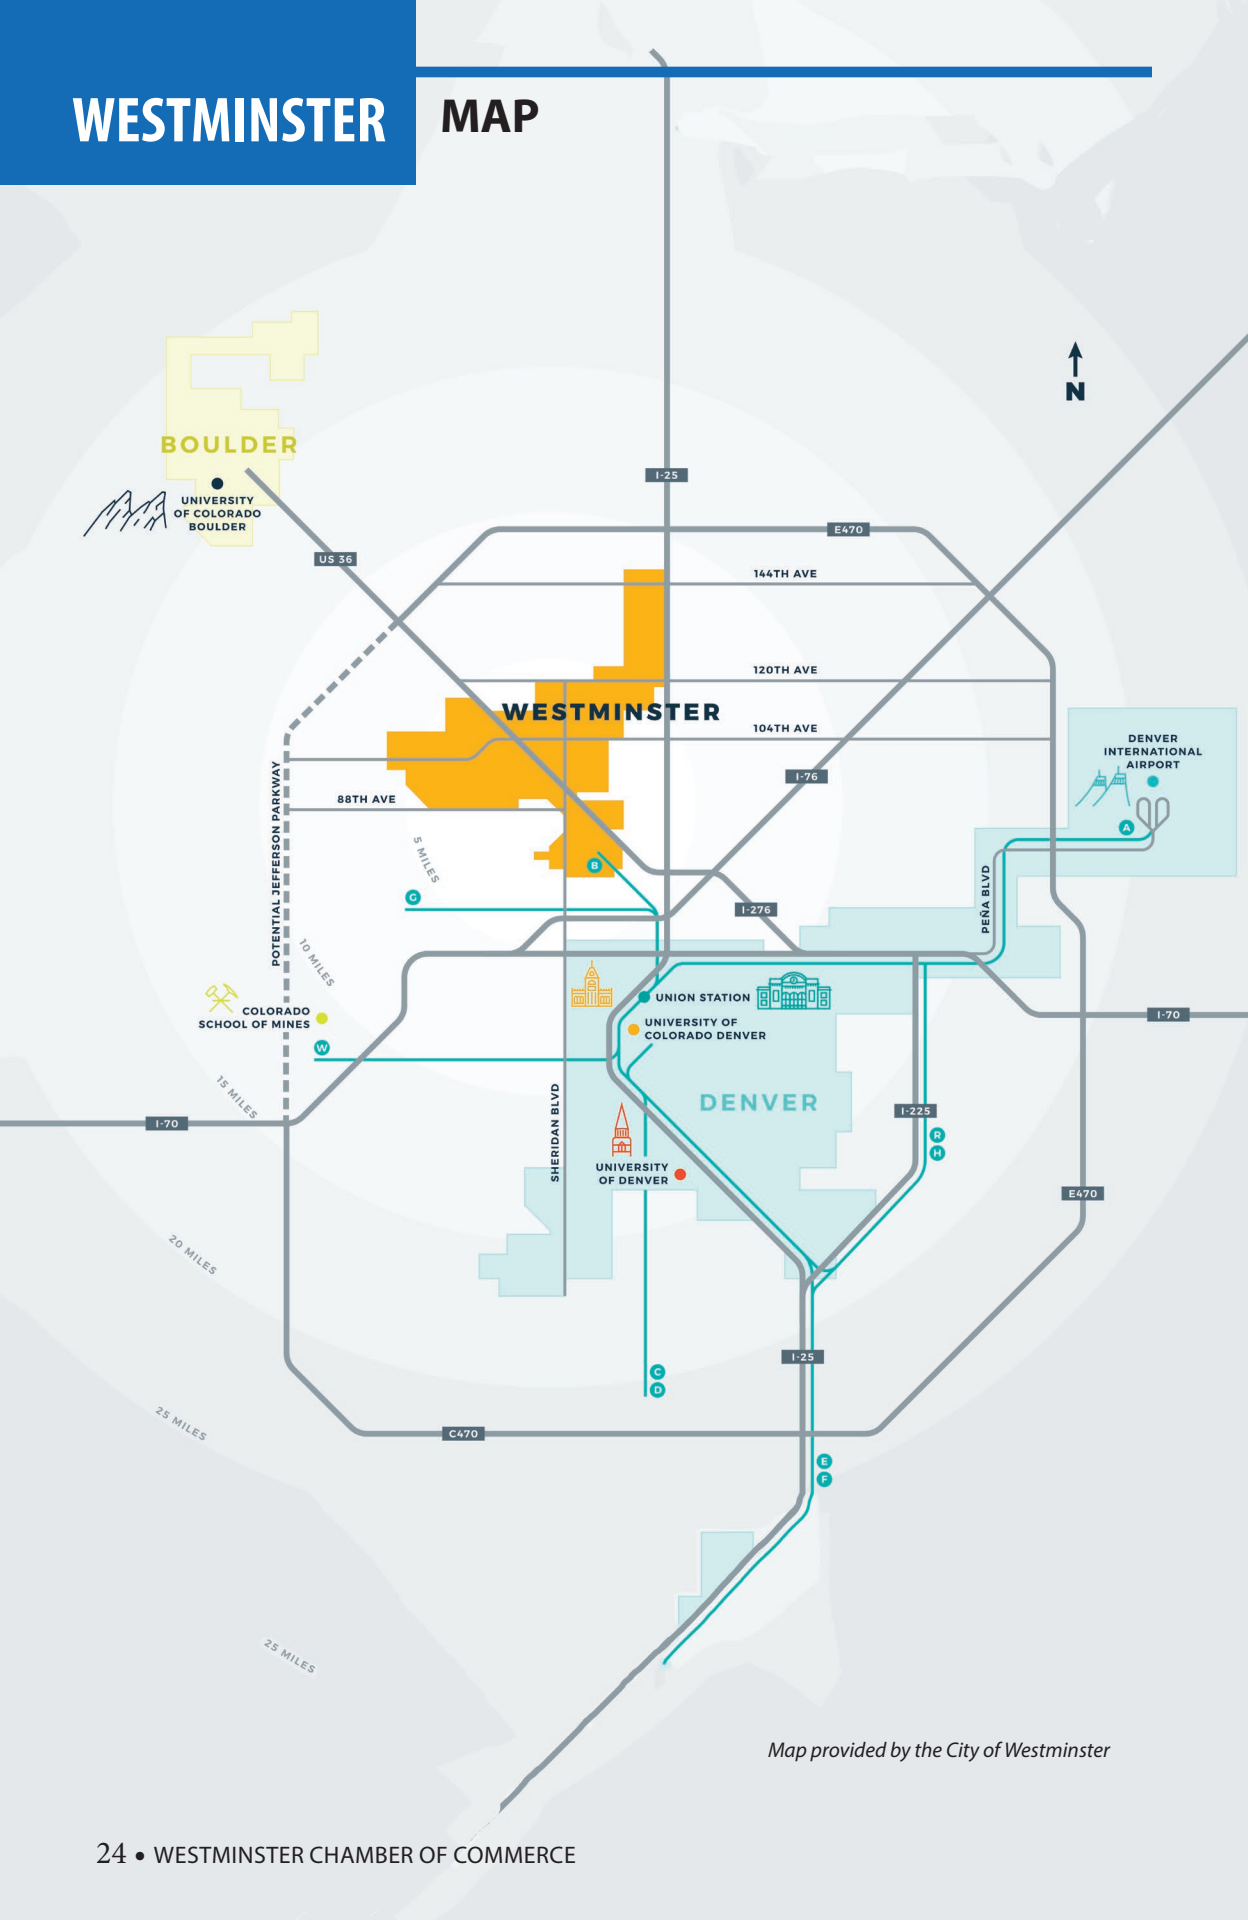 WESTMINSTER
MAP
N
BOULDER
UNIVERSITY
OF COLORADO
BOULDER
I-25
E470
US 36
144TH AVE
120TH AVE
WESTMINSTER
104TH AVE
DENVER
INTERNATIONAL
AIRPORT
I-76
88TH AVE
A
5 MILES
B
G
PEÑA BLVD
I-276
POTENTIAL JEFFERSON PARKWAY
10 MILES
UNION STATION
COLORADO
SCHOOL OF MINES
I-70
UNIVERSITY OF
COLORADO DENVER
W
15 MILES
DENVER
I-70
I-225
SHERIDAN BLVD
R
H
UNIVERSITY
OF DENVER
E470
20 MILES
I-25
C
D
25 MILES
C470
E
F
25 MILES
Map provided by the City of Westminster
24 • WESTMINSTER CHAMBER OF COMMERCE